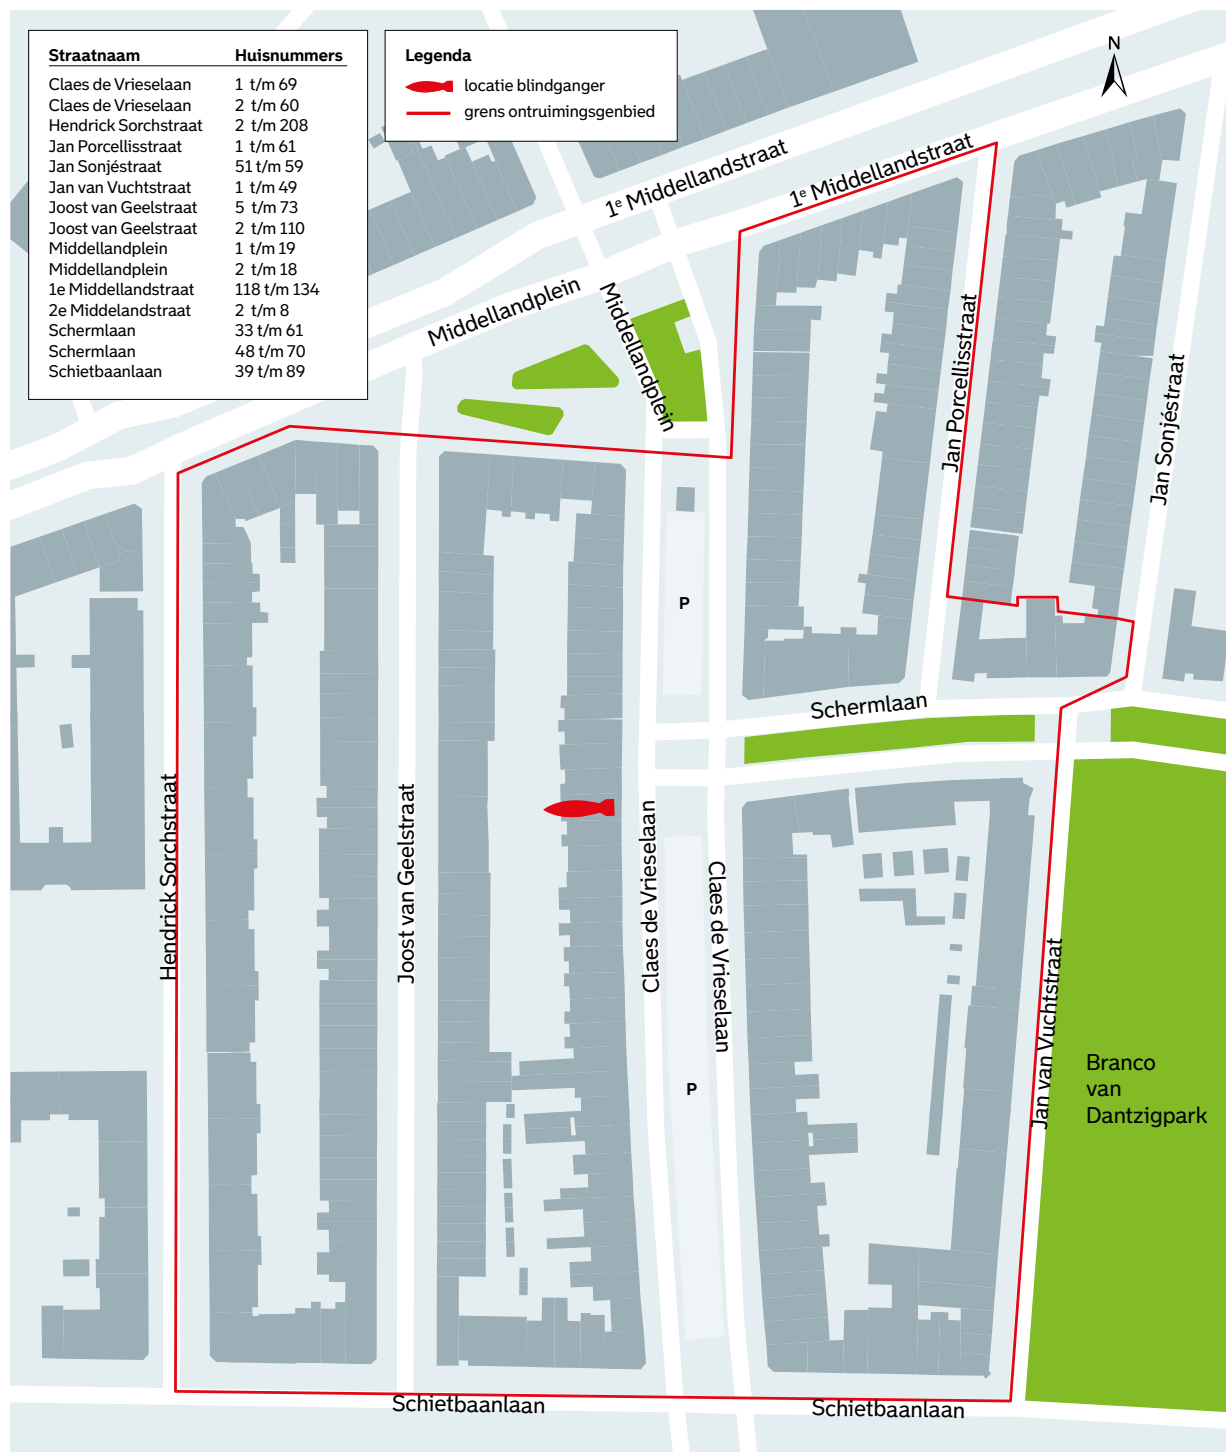 Straatnaam Huisnummers
Claes de Vrieselaan 1 t/m 69
Claes de Vrieselaan 2 t/m 60
Hendrick Sorchstraat 2 t/m 208
Jan Porcellisstraat 1 t/m 61
Jan Sonjéstraat 51 t/m 59
Jan van Vuchtstraat 1 t/m 49
Joost van Geelstraat 5 t/m 73
Joost van Geelstraat 2 t/m 110
Middellandplein 1 t/m 19
Middellandplein 2 t/m 18
1e Middellandstraat 118 t/m 134
2e Middelandstraat 2 t/m 8
Schermlaan 33 t/m 61
Schermlaan 48 t/m 70
Schietbaanlaan 39 t/m 89
Legenda
locatie blindganger
grens ontruimingsgenbied
N
1e Middellandstraat
1e Middellandstraat
Middellandplein
Middellandplein
Jan Porcellisstraat
Jan Sonjéstraat
P
Schermlaan
Hendrick Sorchstraat
Joost van Geelstraat
Claes de Vrieselaan
Claes de Vrieselaan
Jan van Vuchtstraat
P
Branco
van
Dantzigpark
Schietbaanlaan
Schietbaanlaan